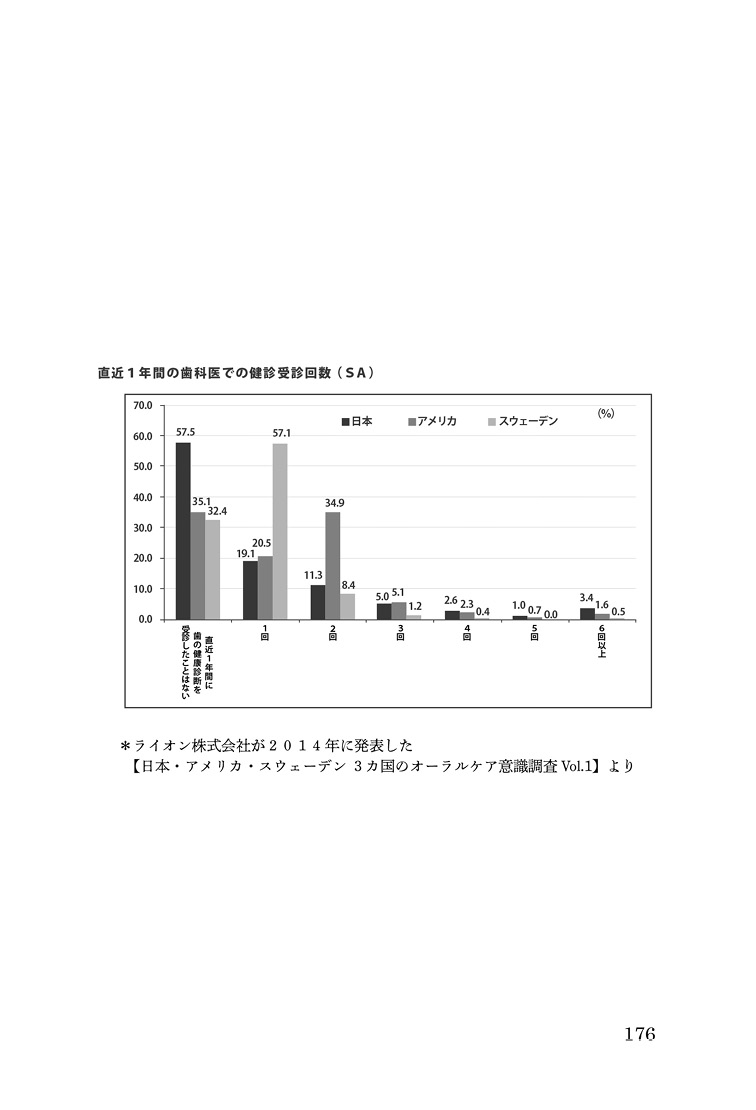 直近１年間の歯科医での健診受診回数（ＳＡ）
70.0
60.0
50.0
40.0
30.0
20.0
10.0
0.0
日本 アメリカ スウェーデン (%)
57.5
35.1
32.4
19.1
20.5
57.1
11.3
34.9
8.4
5.0
5.1
1.2
2.6
2.3
0.4
1.0
0.7
0.0
3.4
1.6
0.5
直近１年間に
歯の健康診断を
受診したことはない
１回
２回
３回
４回
５回
６回以上
＊ライオン株式会社が２０１４年に発表した
【日本・アメリカ・スウェーデン ３カ国のオーラルケア意識調査 Vol.1】より
176